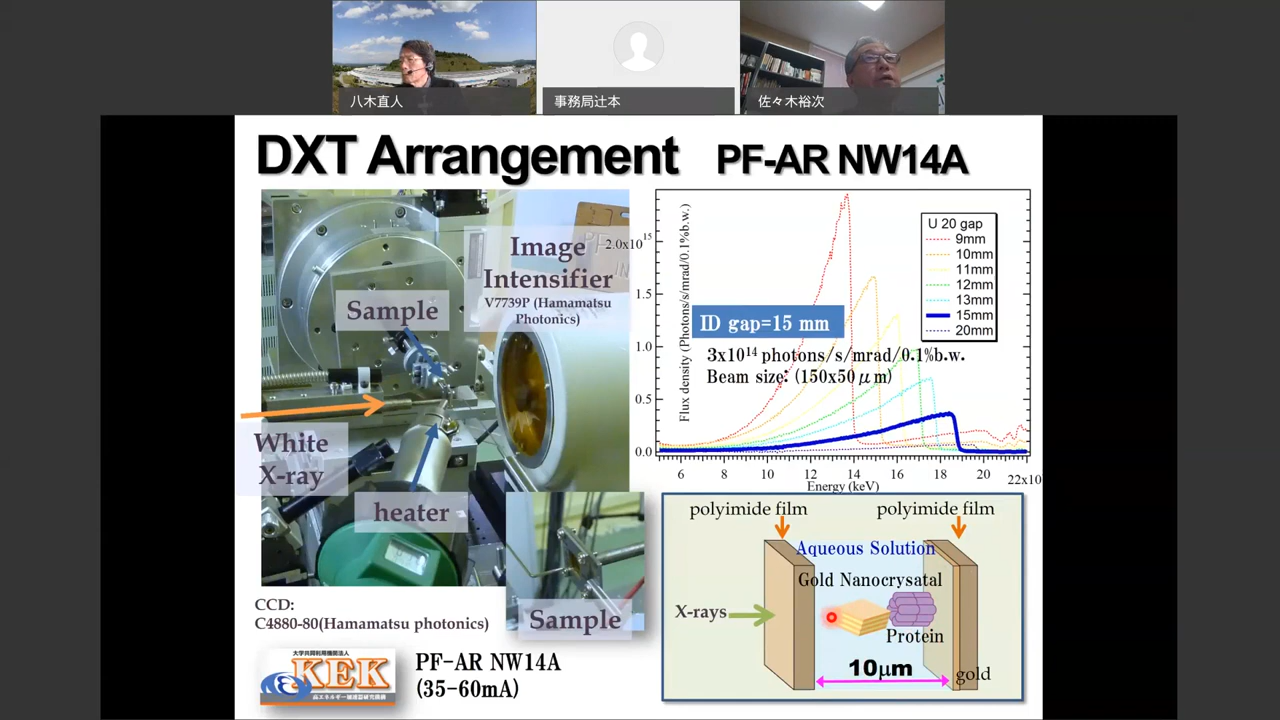 八木直人
事務局辻本
佐々木裕次
DXT Arrangement PF-AR NW14A
Image
Intensifier
V7739P (Hamamatsu
Photonics)
Sample
White
X-ray
heater
Sample
CCD:
C4880-80(Hamamatsu photonics)
大学共同利用機関法人
KEK
高エネルギー加速器研究機構
PF-AR NW14A
(35-60mA)
Flux density (Photons/s/mrad/0.1%b.w.)
2.0x10¹⁵
1.5
1.0
0.5
0.0
6 8 10 12 14 16 18 20 22x10
Energy (keV)
U 20 gap
9mm
10mm
11mm
12mm
13mm
15mm
20mm
ID gap=15 mm
3x10¹⁴ photons/s/mrad/0.1%b.w.
Beam size: (150x50μm)
polyimide film polyimide film
Aqueous Solution
Gold Nanocrysatal
X-rays
Protein
10μm
gold